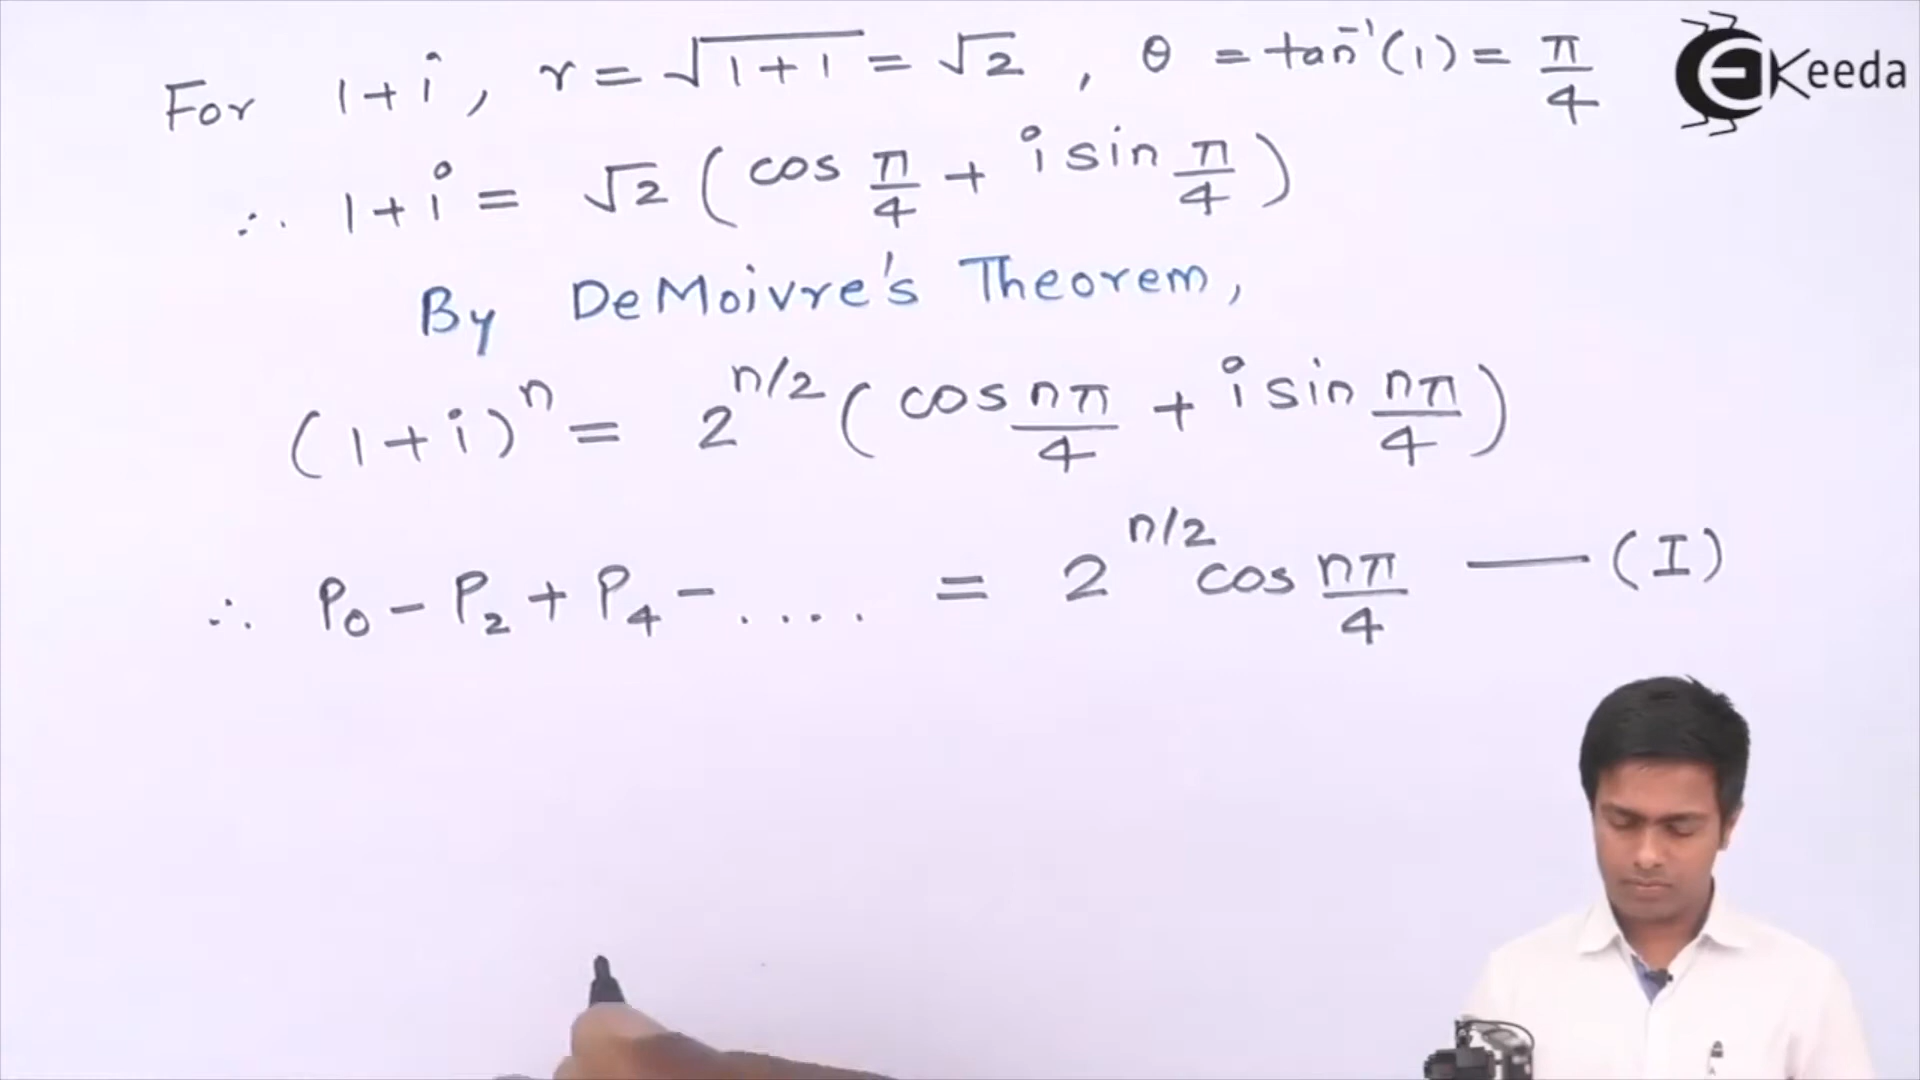 For 1+i, r = √1+1 = √2 , θ = tan⁻¹(1) = π/4
EKeeda
∴ 1+i = √2 ( cos π/4 + i sin π/4 )
By DeMoivre's Theorem,
(1+i)ⁿ = 2^n/2 ( cos nπ/4 + i sin nπ/4 )
∴ P₀ - P₂ + P₄ - .... = 2^n/2 cos nπ/4 — (I)